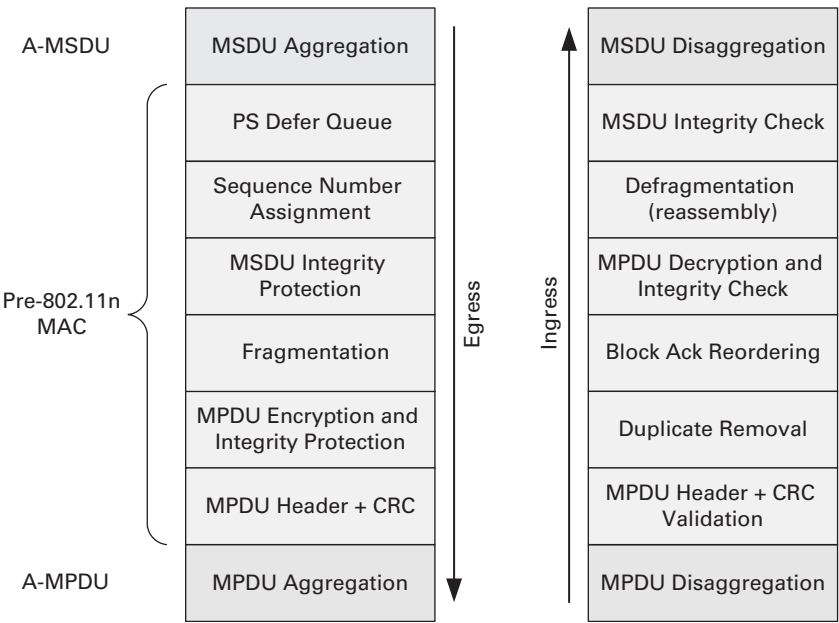 A-MSDU
MSDU Aggregation
PS Defer Queue
Sequence Number
Assignment
MSDU Integrity
Protection
Pre-802.11n
MAC
Fragmentation
MPDU Encryption and
Integrity Protection
MPDU Header + CRC
A-MPDU
MPDU Aggregation
Egress
Ingress
MSDU Disaggregation
MSDU Integrity Check
Defragmentation
(reassembly)
MPDU Decryption and
Integrity Check
Block Ack Reordering
Duplicate Removal
MPDU Header + CRC
Validation
MPDU Disaggregation